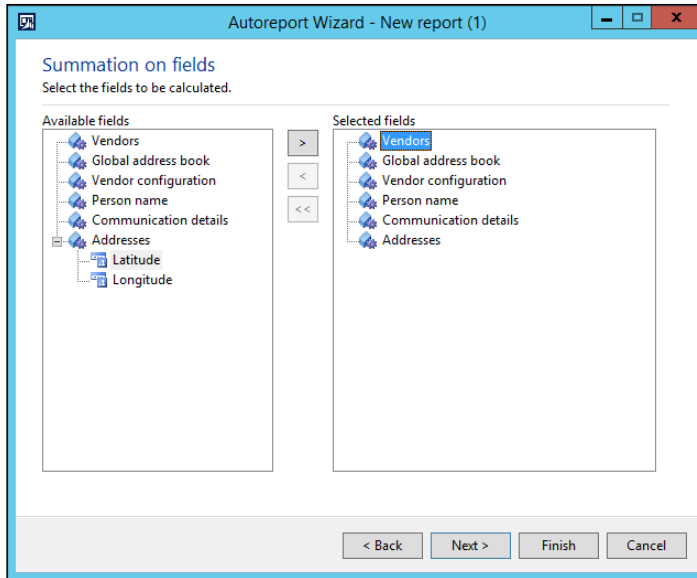 Autoreport Wizard - New report (1)
Summation on fields
Select the fields to be calculated.
Available fields
Vendors
Global address book
Vendor configuration
Person name
Communication details
Addresses
Latitude
Longitude
>
<
<<
Selected fields
Vendors
Global address book
Vendor configuration
Person name
Communication details
Addresses
< Back
Next >
Finish
Cancel